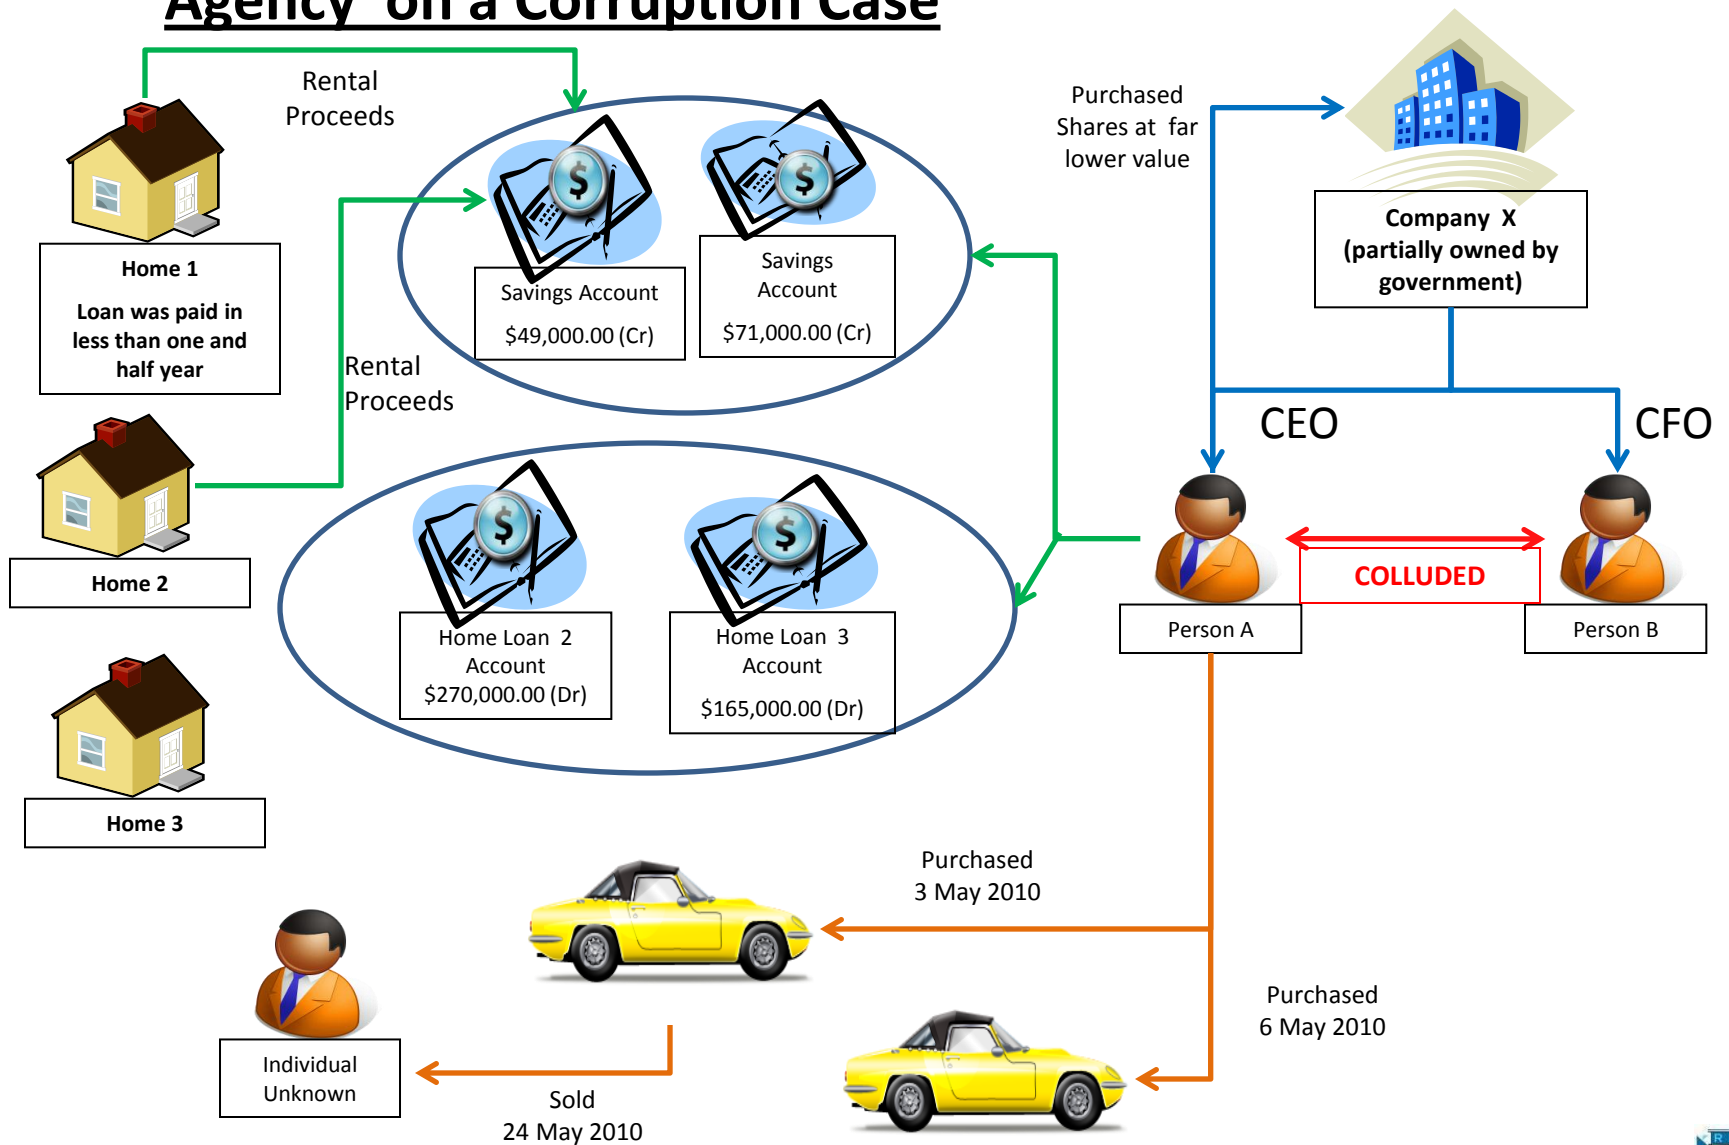 Agency on a Corruption Case
Rental
Proceeds
Purchased
Shares at far
lower value
Company X
(partially owned by
government)
Home 1
Loan was paid in
less than one and
half year
Savings Account
$49,000.00 (Cr)
Savings
Account
$71,000.00 (Cr)
Rental
Proceeds
CEO
CFO
Home 2
COLLUDED
Person A
Person B
Home Loan 2
Account
$270,000.00 (Dr)
Home Loan 3
Account
$165,000.00 (Dr)
Home 3
Purchased
3 May 2010
Purchased
6 May 2010
Individual
Unknown
Sold
24 May 2010
R